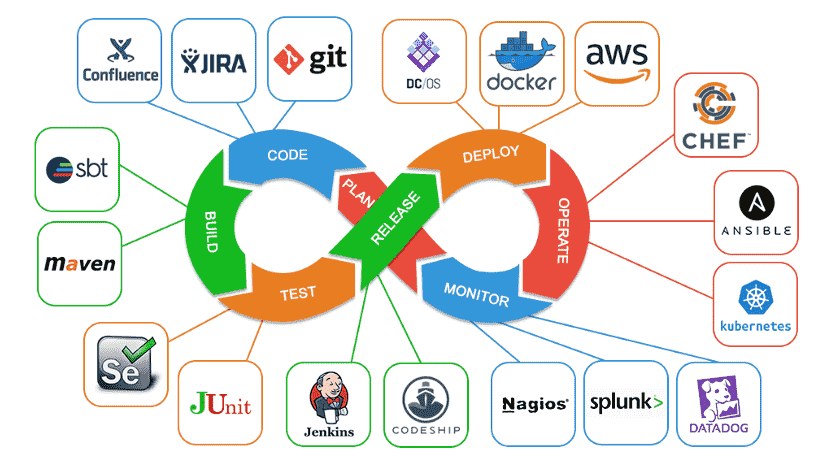 Confluence
JIRA
git
DC/OS
docker
aws
CHEF™
sbt
CODE
DEPLOY
PLAN
RELEASE
OPERATE
ANSIBLE
BUILD
maven
TEST
MONITOR
kubernetes
Se
JUnit
Jenkins
CODESHIP
Nagios®
splunk>
DATADOG